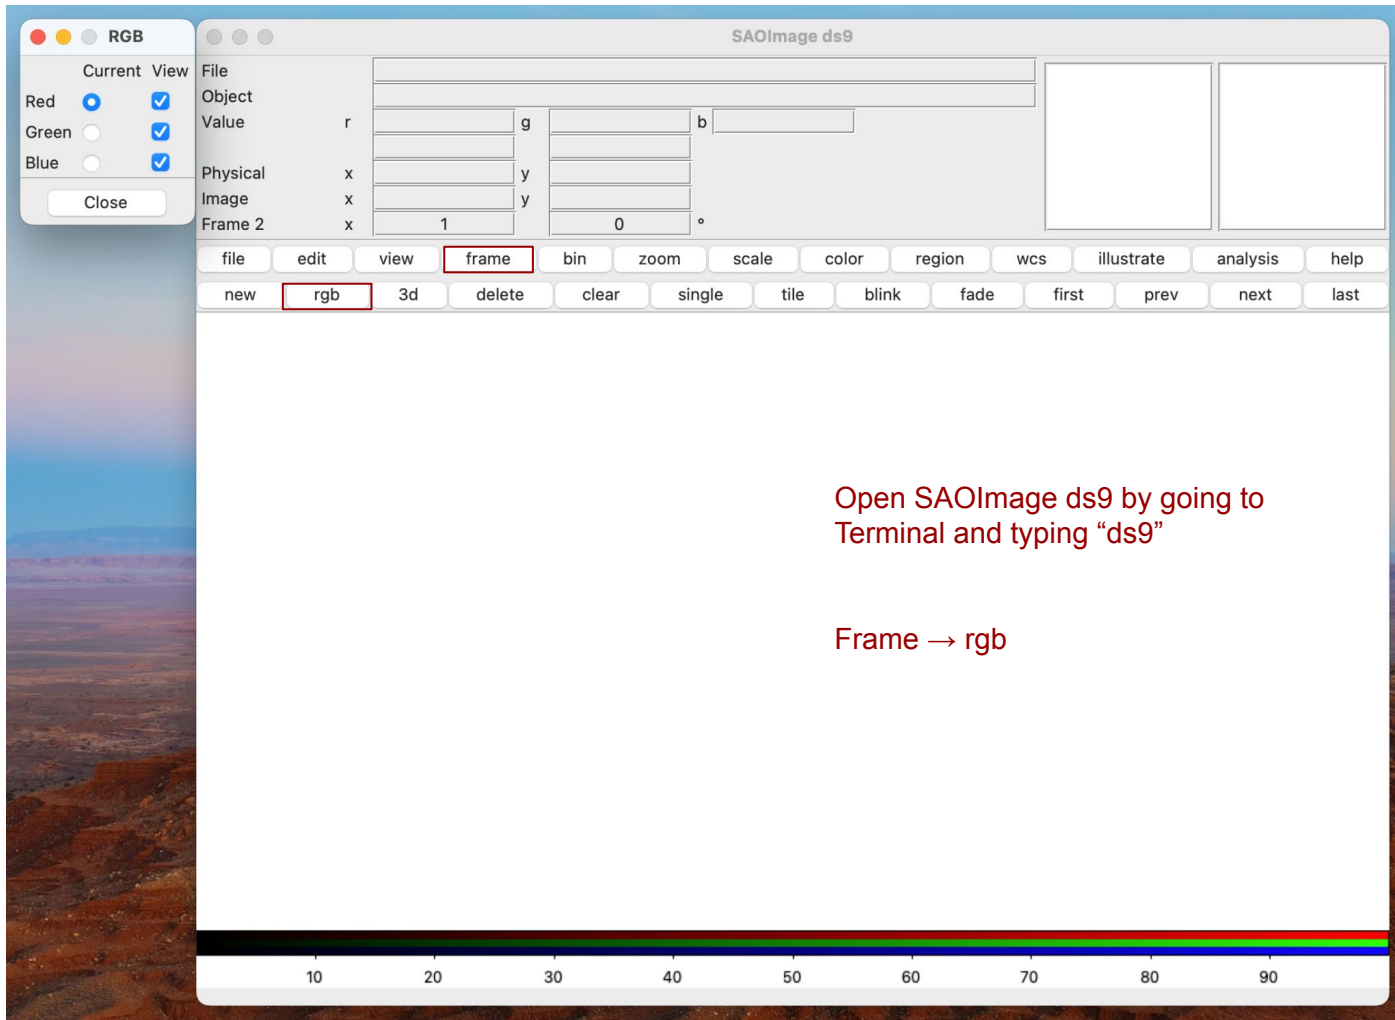 RGB
Current View
Red
Green
Blue
Close
SAOImage ds9
File
Object
Value r g b
Physical x y
Image x y
Frame 2 x 1 0 °
file edit view frame bin zoom scale color region wcs illustrate analysis help
new rgb 3d delete clear single tile blink fade first prev next last
Open SAOImage ds9 by going to
Terminal and typing “ds9”
Frame → rgb
10 20 30 40 50 60 70 80 90